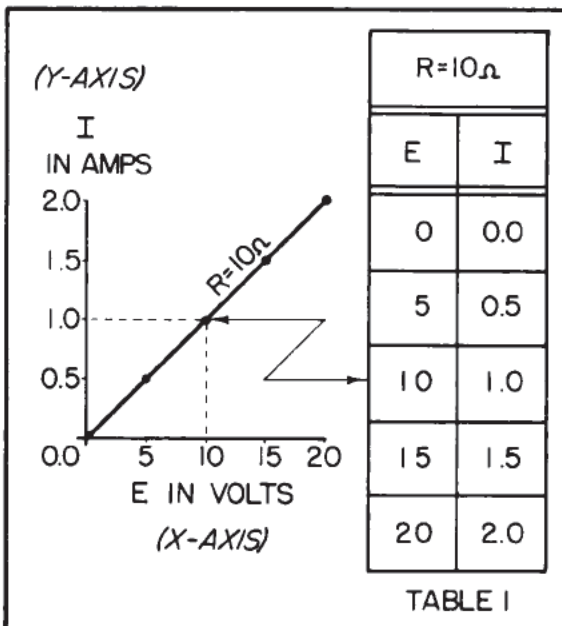 (Y-AXIS)
I
IN AMPS
2.0
1.5
1.0
0.5
0.0
5 10 15 20
R=10Ω
E IN VOLTS
(X-AXIS)
R=10Ω
E I
0 0.0
5 0.5
10 1.0
15 1.5
20 2.0
TABLE 1